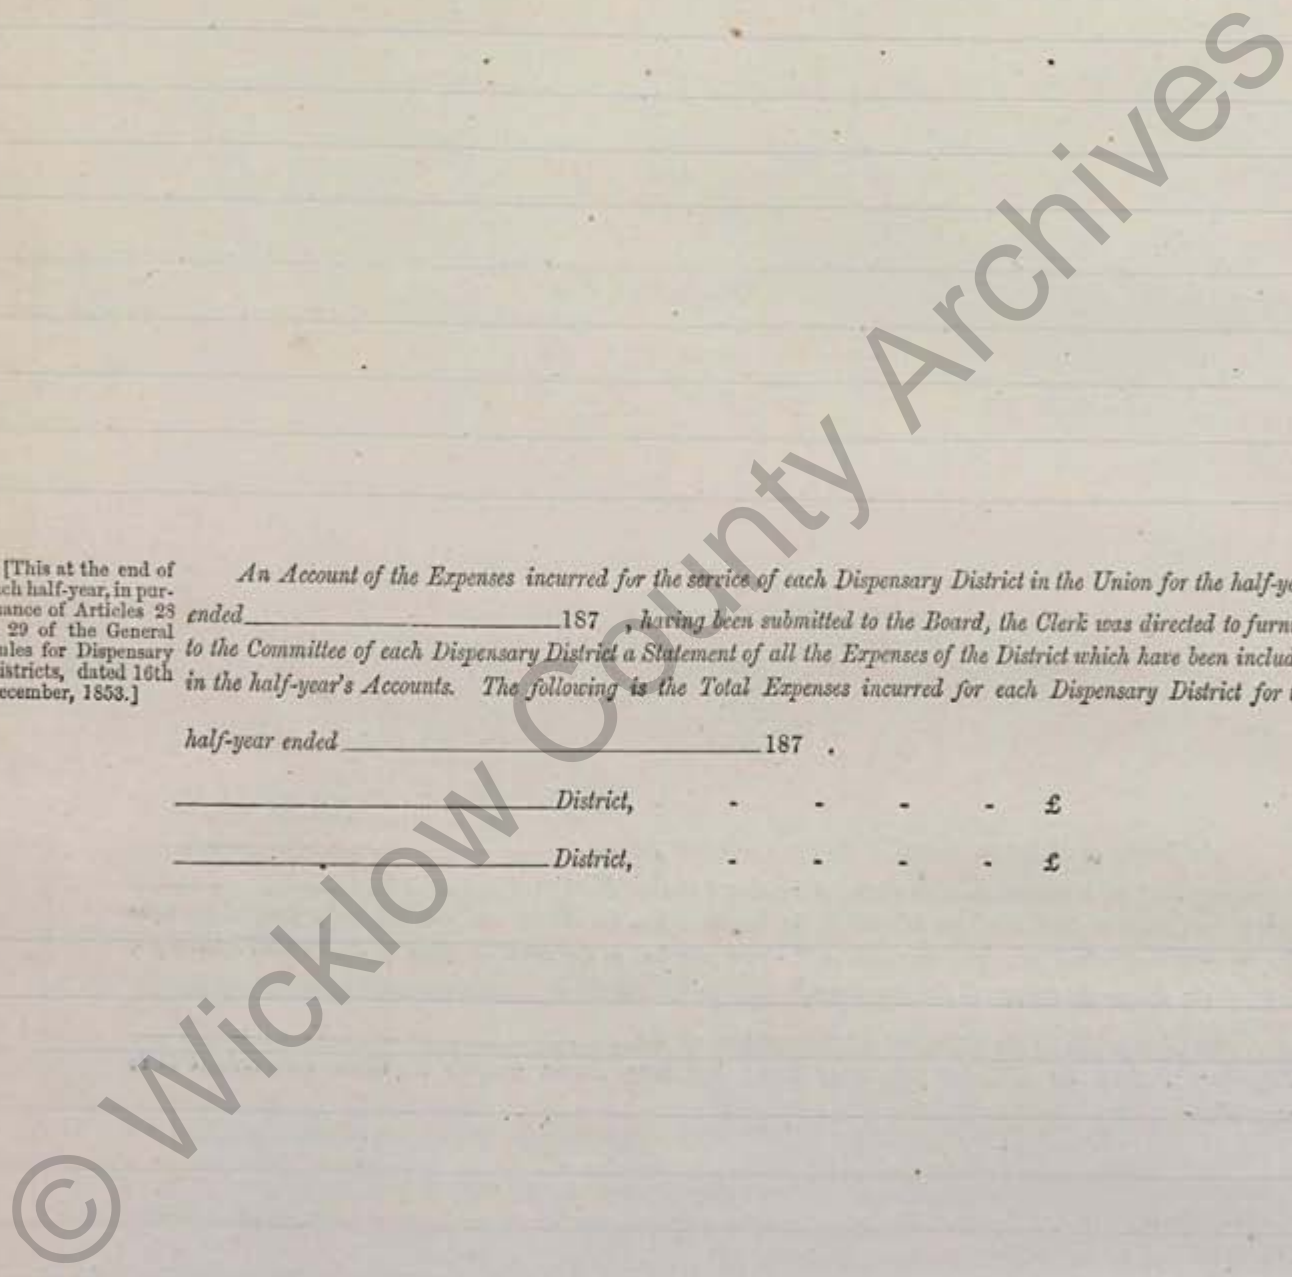 [This at the end of
ch half-year, in pur-
ance of Articles 28
29 of the General
ules for Dispensary
istricts, dated 16th
ecember, 1853.]
An Account of the Expenses incurred for the service of each Dispensary District in the Union for the half-ye
ended 187 , having been submitted to the Board, the Clerk was directed to furni
to the Committee of each Dispensary District a Statement of all the Expenses of the District which have been includ
in the half-year's Accounts. The following is the Total Expenses incurred for each Dispensary District for t
half-year ended 187 .
District, - - - - £
District, - - - - £
© Wicklow County Archives